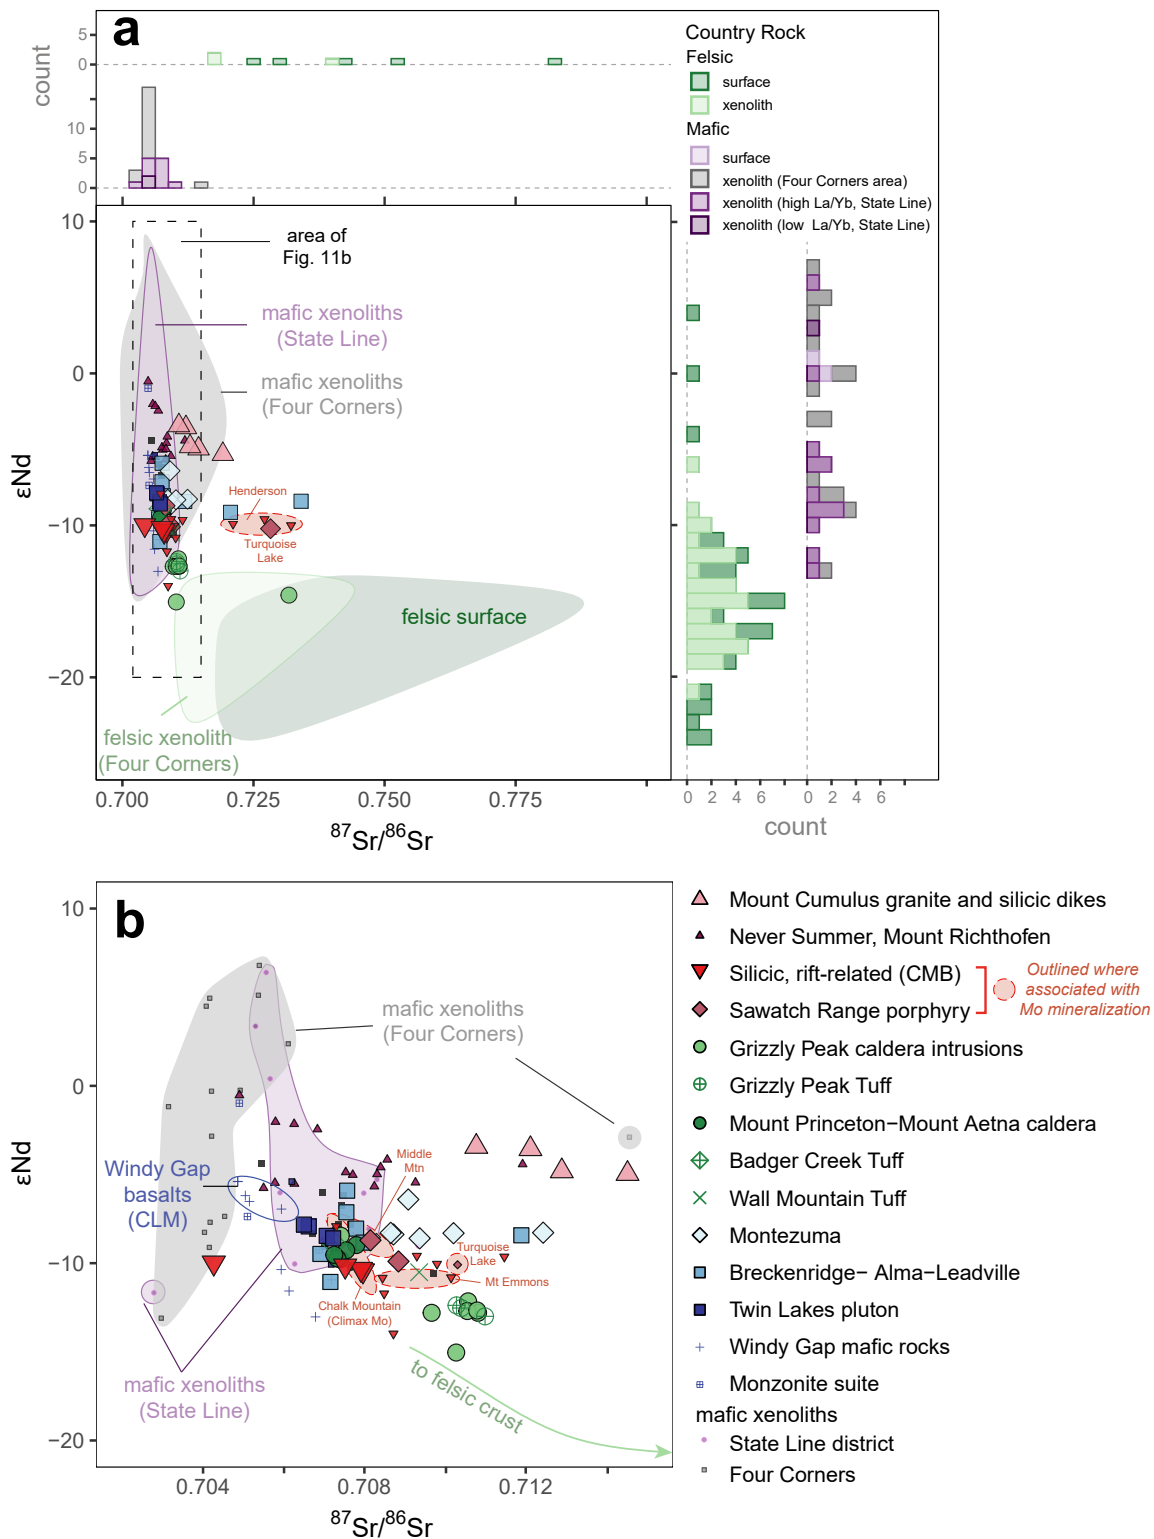 a
count
5
0
10
5
0
Country Rock
Felsic
surface
xenolith
Mafic
surface
xenolith (Four Corners area)
xenolith (high La/Yb, State Line)
xenolith (low La/Yb, State Line)
10
0
−10
−20
εNd
area of
Fig. 11b
mafic xenoliths
(State Line)
mafic xenoliths
(Four Corners)
Henderson
Turquoise
Lake
felsic surface
felsic xenolith
(Four Corners)
0.700
0.725
0.750
0.775
87Sr/86Sr
0 2 4 6
0 2 4 6
count
b
10
0
−10
−20
εNd
mafic xenoliths
(Four Corners)
Windy Gap
basalts
(CLM)
Middle
Mtn
Turquoise
Lake
Mt Emmons
Chalk Mountain
(Climax Mo)
mafic xenoliths
(State Line)
to felsic crust
0.704
0.708
0.712
87Sr/86Sr
Mount Cumulus granite and silicic dikes
Never Summer, Mount Richthofen
Silicic, rift-related (CMB)
Sawatch Range porphyry
Outlined where
associated with
Mo mineralization
Grizzly Peak caldera intrusions
Grizzly Peak Tuff
Mount Princeton−Mount Aetna caldera
Badger Creek Tuff
Wall Mountain Tuff
Montezuma
Breckenridge− Alma−Leadville
Twin Lakes pluton
Windy Gap mafic rocks
Monzonite suite
mafic xenoliths
State Line district
Four Corners